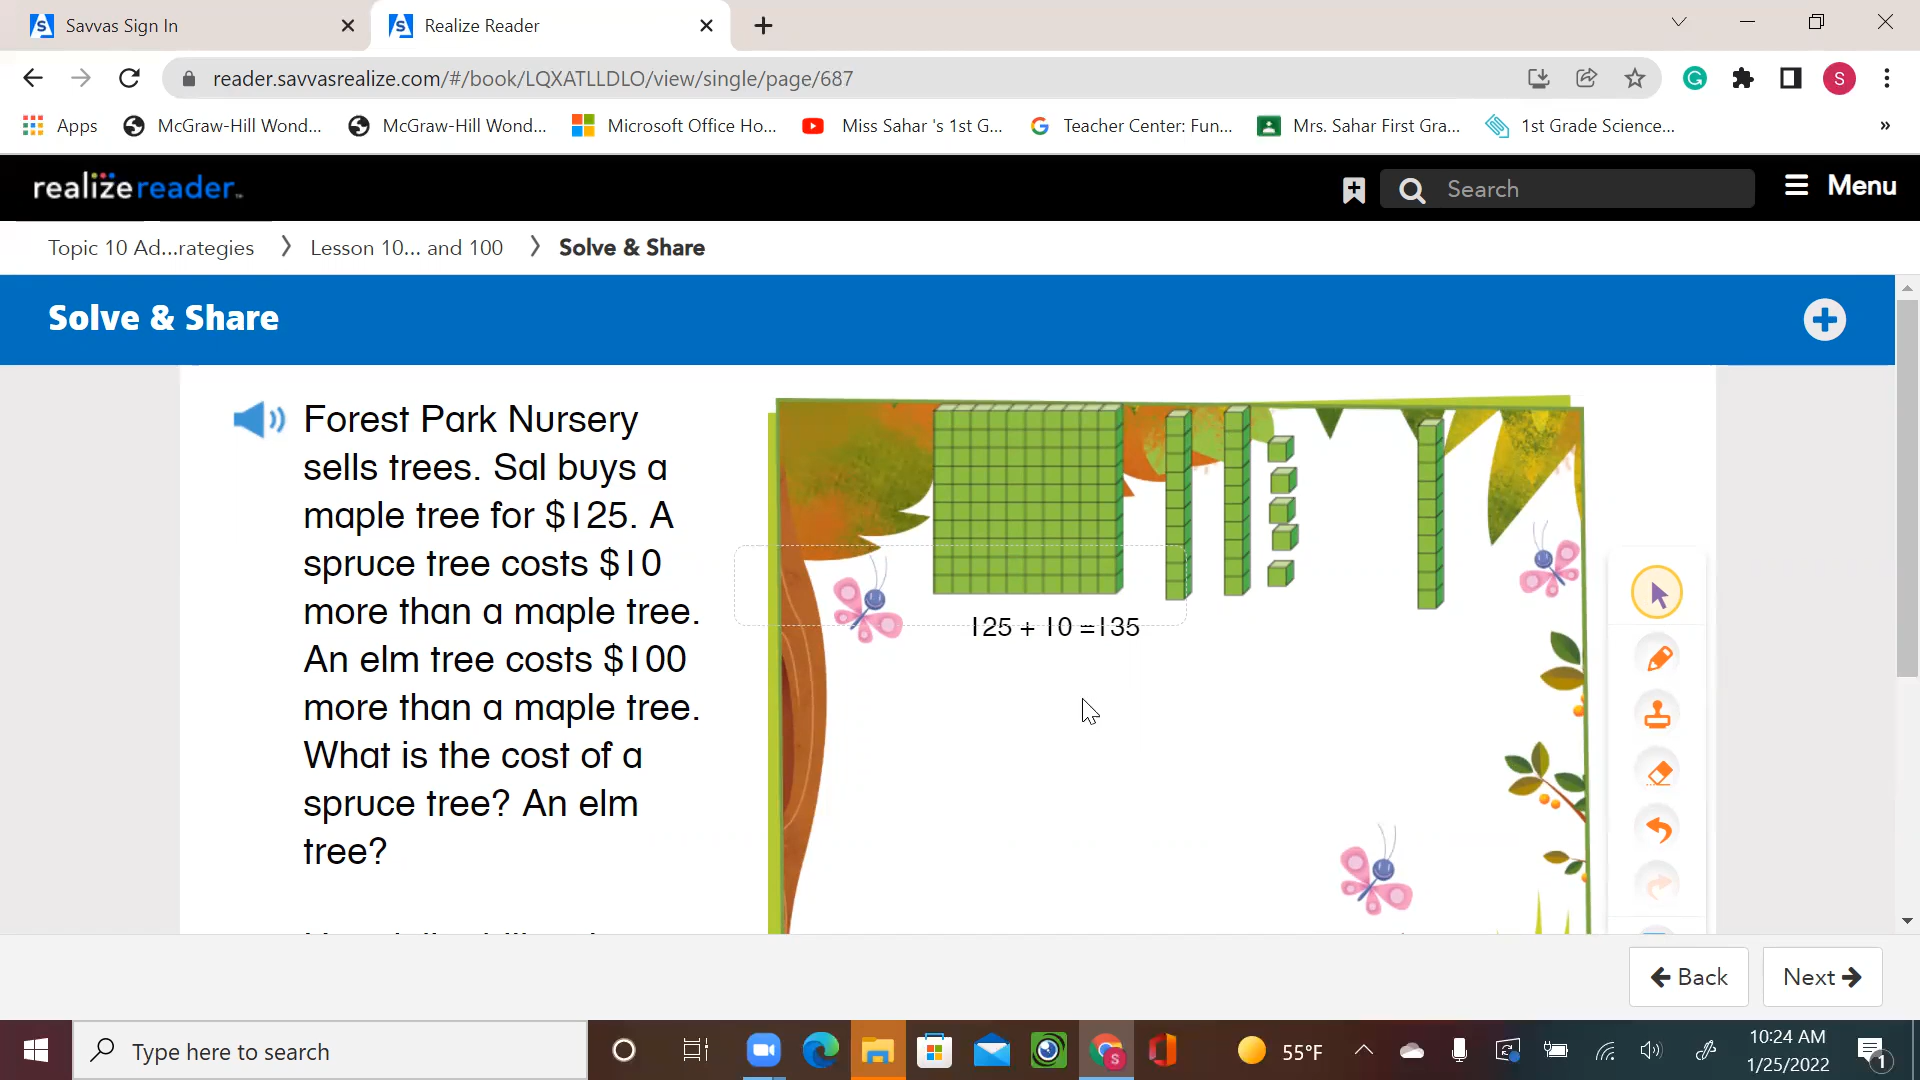 Savvas Sign In
Realize Reader
reader.savvasrealize.com/#/book/LQXATLLDLO/view/single/page/687
S
Apps
McGraw-Hill Wond...
McGraw-Hill Wond...
Microsoft Office Ho...
Miss Sahar 's 1st G...
Teacher Center: Fun...
Mrs. Sahar First Gra...
1st Grade Science...
»
realize reader
Search
Menu
Topic 10 Ad...rategies
Lesson 10... and 100
Solve & Share
Solve & Share
Forest Park Nursery
sells trees. Sal buys a
maple tree for $125. A
spruce tree costs $10
more than a maple tree.
An elm tree costs $100
more than a maple tree.
What is the cost of a
spruce tree? An elm
tree?
125 + 10 =135
Back
Next
Type here to search
55°F
10:24 AM
1/25/2022
1